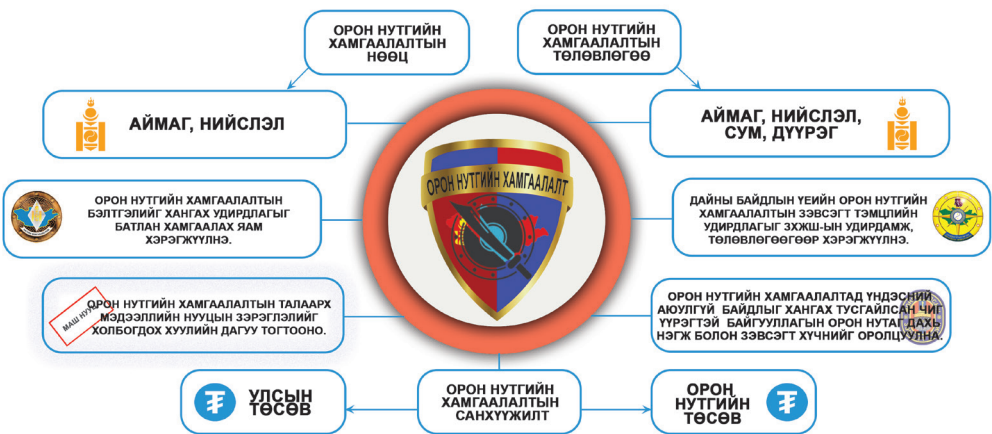 ОРОН НУТГИЙН
ХАМГААЛАЛТЫН
НӨӨЦ
ОРОН НУТГИЙН
ХАМГААЛАЛТЫН
ТӨЛӨВЛӨГӨӨ
АЙМАГ, НИЙСЛЭЛ
АЙМАГ, НИЙСЛЭЛ,
СУМ, ДҮҮРЭГ
ОРОН НУТГИЙН ХАМГААЛАЛТ
ОРОН НУТГИЙН ХАМГААЛАЛТЫН
БЭЛТГЭЛИЙГ ХАНГАХ УДИРДЛАГЫГ
БАТЛАН ХАМГААЛАХ ЯАМ
ХЭРЭГЖҮҮЛНЭ.
ДАЙНЫ БАЙДЛЫН ҮЕИЙН ОРОН НУТГИЙН
ХАМГААЛАЛТЫН ЗЭВСЭГТ ТЭМЦЛИЙН
УДИРДЛАГЫГ ЗХЖШ-ЫН УДИРДАМЖ,
ТӨЛӨВЛӨГӨӨГӨӨР ХЭРЭГЖҮҮЛНЭ.
МАШ НУУЦ
ОРОН НУТГИЙН ХАМГААЛАЛТЫН ТАЛААРХ
МЭДЭЭЛЛИЙН НУУЦЫН ЗЭРЭГЛЭЛИЙГ
ХОЛБОГДОХ ХУУЛИЙН ДАГУУ ТОГТООНО.
ОРОН НУТГИЙН ХАМГААЛАЛТАД ҮНДЭСНИЙ
АЮУЛГҮЙ БАЙДЛЫГ ХАНГАХ ТУСГАЙЛСАН ЧИГ
ҮҮРЭГТЭЙ БАЙГУУЛЛАГЫН ОРОН НУТАГ ДАХЬ
НЭГЖ БОЛОН ЗЭВСЭГТ ХҮЧНИЙГ ОРОЛЦУУЛНА.
УЛСЫН
ТӨСӨВ
ОРОН НУТГИЙН
ХАМГААЛАЛТЫН
САНХҮҮЖИЛТ
ОРОН
НУТГИЙН
ТӨСӨВ